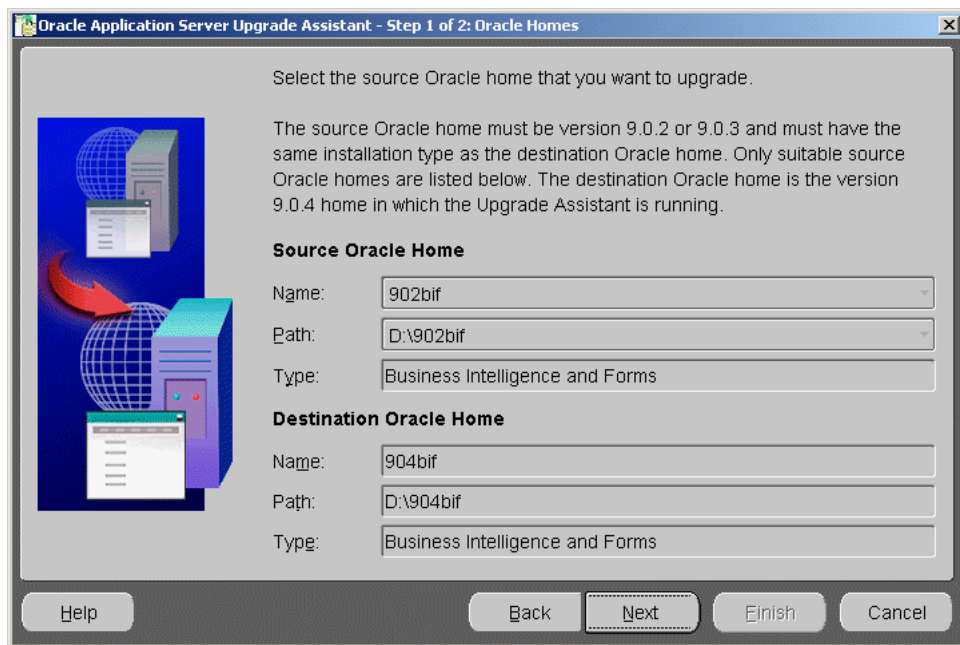 Oracle Application Server Upgrade Assistant - Step 1 of 2: Oracle Homes
Select the source Oracle home that you want to upgrade.
The source Oracle home must be version 9.0.2 or 9.0.3 and must have the
same installation type as the destination Oracle home. Only suitable source
Oracle homes are listed below. The destination Oracle home is the version
9.0.4 home in which the Upgrade Assistant is running.
Source Oracle Home
Name: 902bif
Path: D:\902bif
Type: Business Intelligence and Forms
Destination Oracle Home
Name: 904bif
Path: D:\904bif
Type: Business Intelligence and Forms
Help Back Next Finish Cancel